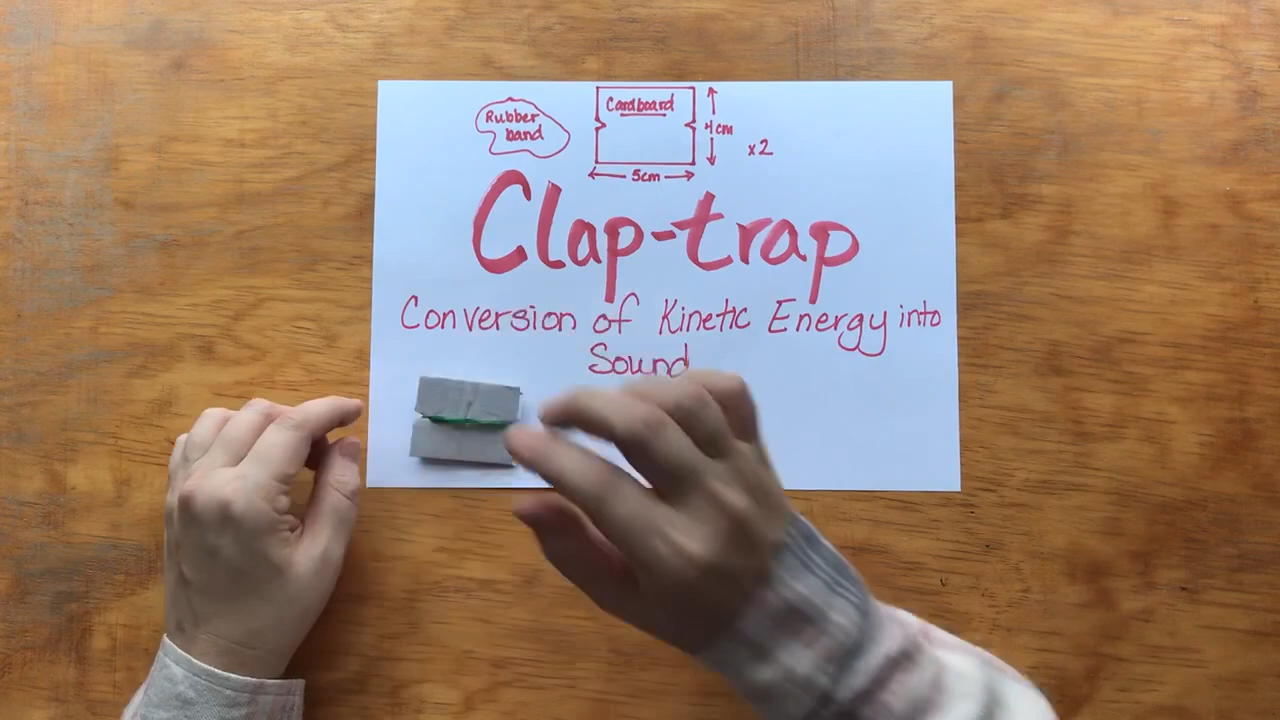 Rubber
band
Cardboard
4cm
x2
5cm
Clap-trap
Conversion of Kinetic Energy into
Sound